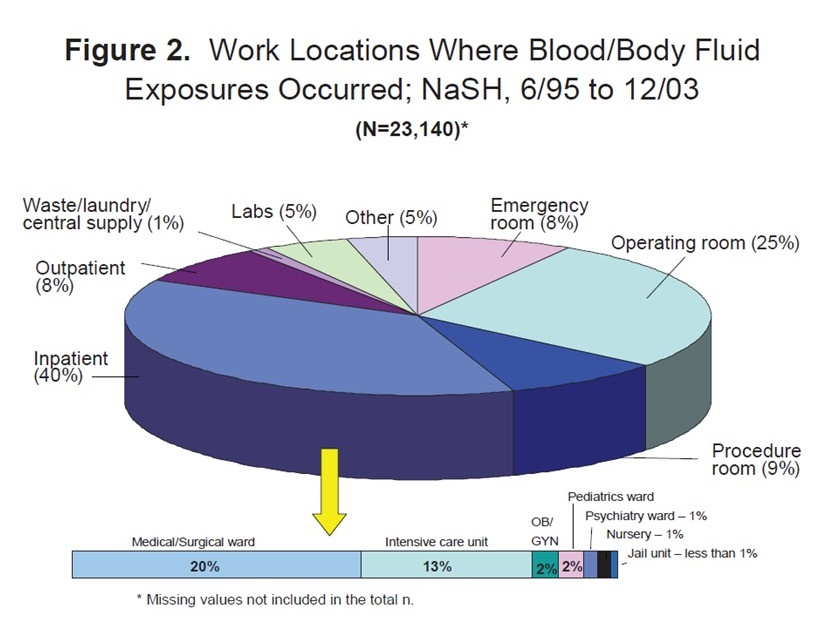 Figure 2. Work Locations Where Blood/Body Fluid
Exposures Occurred; NaSH, 6/95 to 12/03
(N=23,140)*
Waste/laundry/
central supply (1%)
Labs (5%)
Other (5%)
Emergency
room (8%)
Operating room (25%)
Outpatient
(8%)
Inpatient
(40%)
Procedure
room (9%)
Medical/Surgical ward
Intensive care unit
OB/
GYN
Pediatrics ward
Psychiatry ward – 1%
Nursery – 1%
Jail unit – less than 1%
20%
13%
2%
2%
* Missing values not included in the total n.